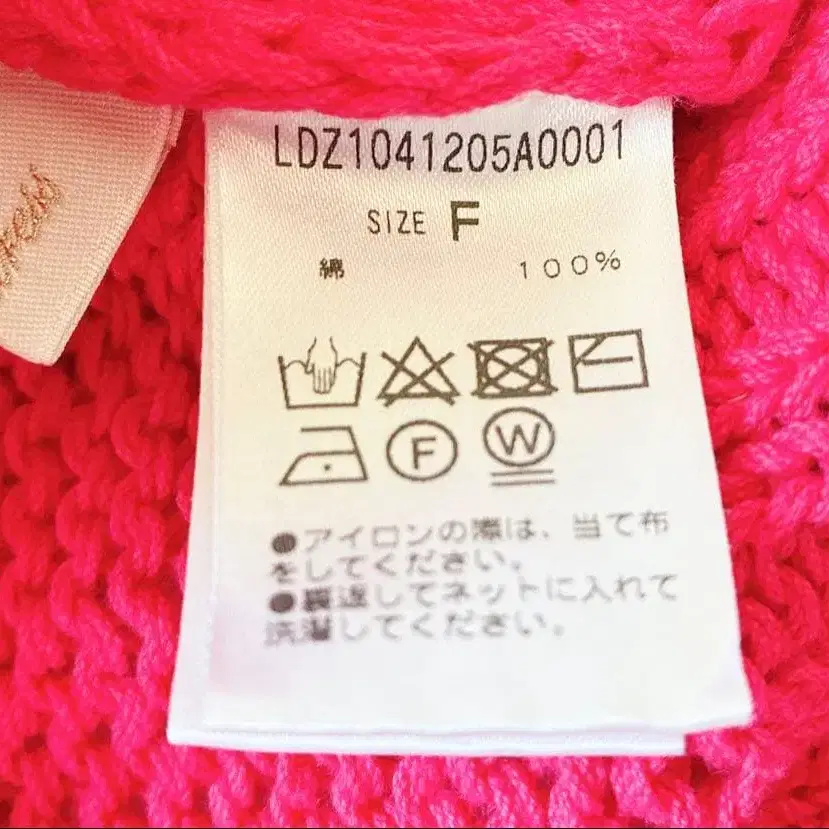 LDZ1041205A0001
SIZE F
綿 100%
F W
●アイロンの際は、当て布
をしてください。
●裏返してネットに入れて
洗濯してください。